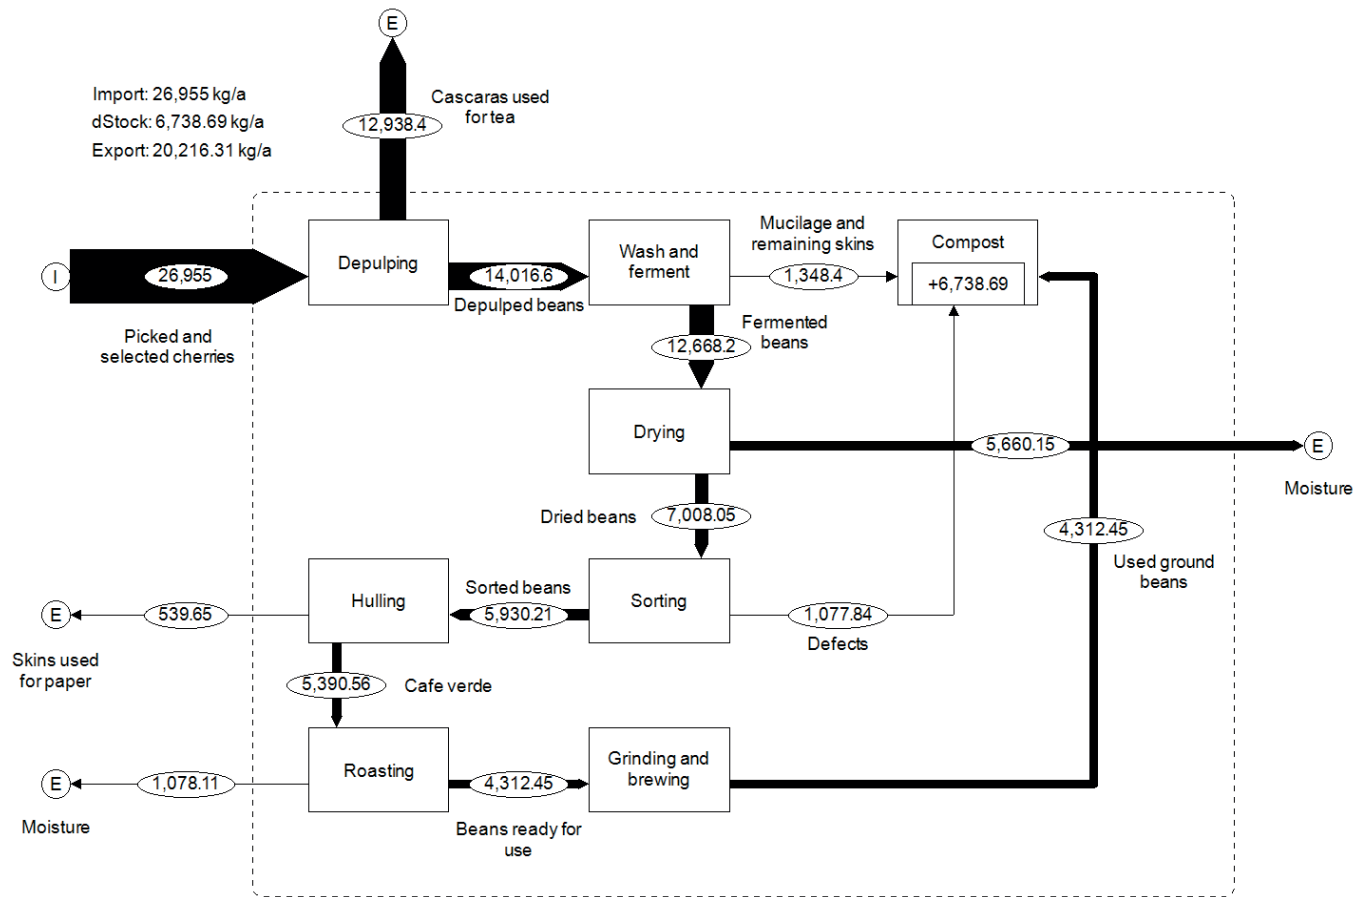 E
Import: 26,955 kg/a
dStock: 6,738.69 kg/a
Export: 20,216.31 kg/a
Cascaras used
for tea
12,938.4
I
26,955
Picked and
selected cherries
Depulping
14,016.6
Depulped beans
Wash and
ferment
Mucilage and
remaining skins
1,348.4
Compost
+6,738.69
Fermented
beans
12,668.2
Drying
5,660.15
E
Moisture
Dried beans
7,008.05
4,312.45
Used ground
beans
Sorting
1,077.84
Defects
Sorted beans
5,930.21
Hulling
539.65
E
Skins used
for paper
5,390.56
Cafe verde
Roasting
1,078.11
E
Moisture
4,312.45
Beans ready for
use
Grinding and
brewing